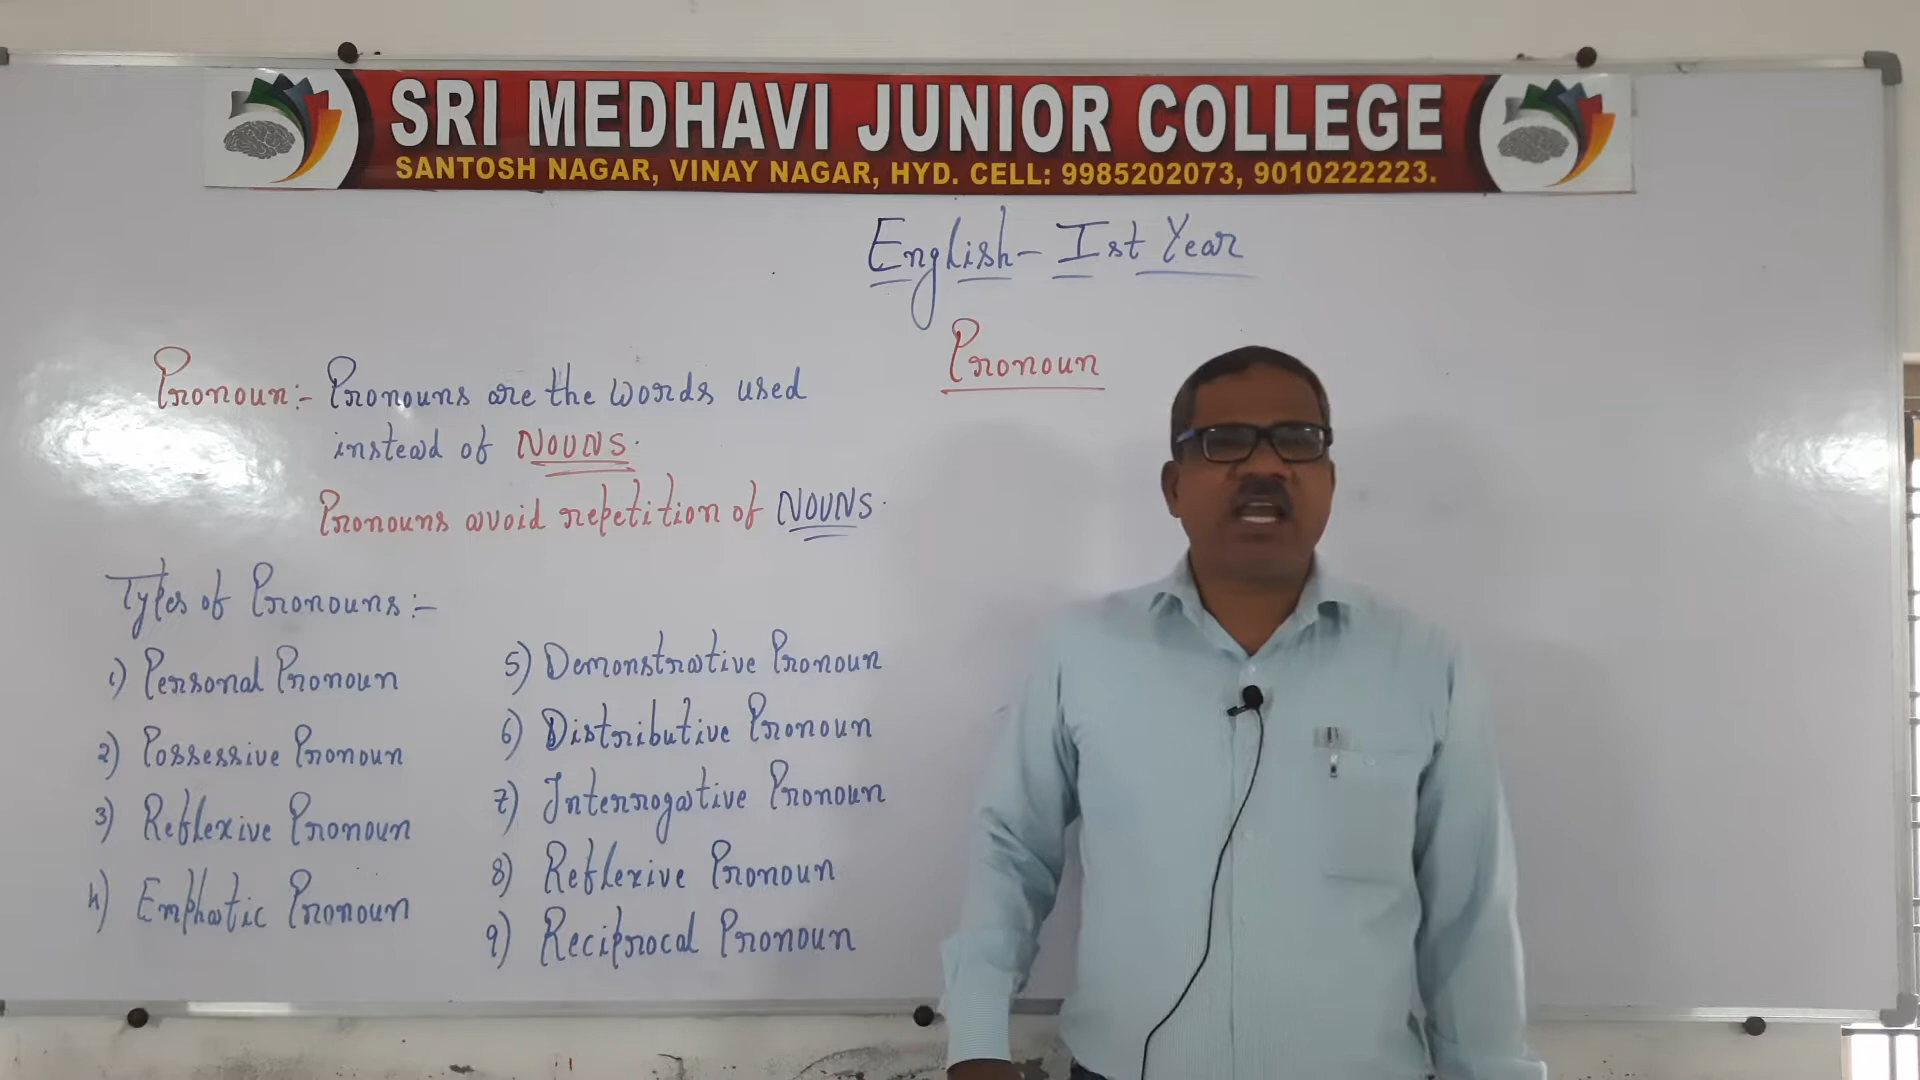 SRI MEDHAVI JUNIOR COLLEGE
SANTOSH NAGAR, VINAY NAGAR, HYD. CELL: 9985202073, 9010222223.
English - Ist Year
Pronoun
Pronoun:- Pronouns are the words used
instead of NOUNS.
Pronouns avoid repetition of NOUNS.
Types of Pronouns:-
1) Personal Pronoun
2) Possessive Pronoun
3) Reflexive Pronoun
4) Emphatic Pronoun
5) Demonstrative Pronoun
6) Distributive Pronoun
7) Interrogative Pronoun
8) Reflexive Pronoun
9) Reciprocal Pronoun